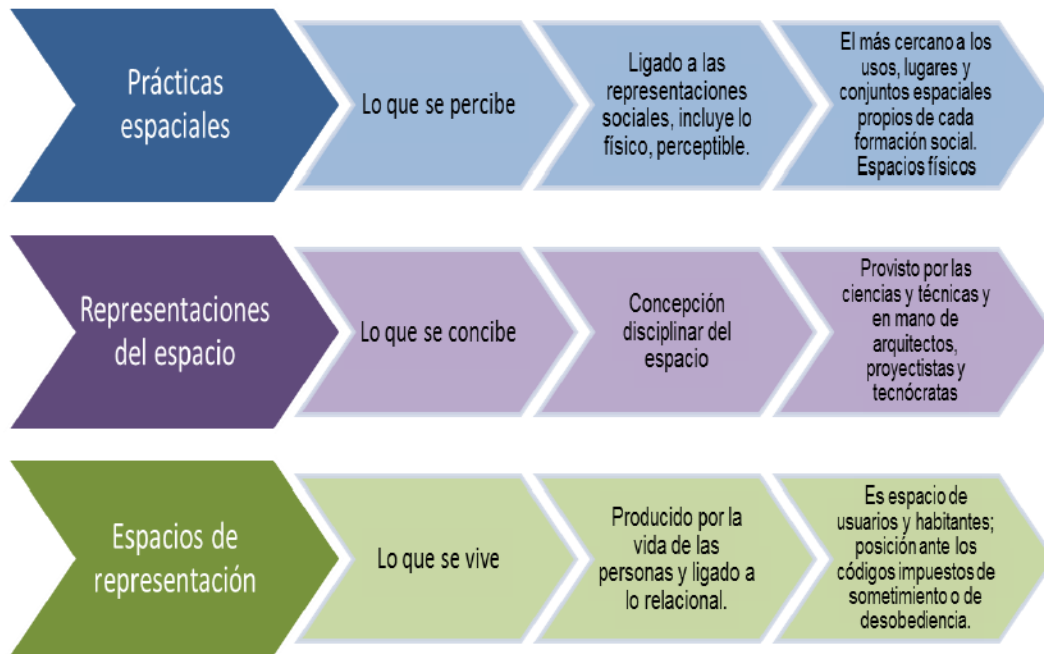 Prácticas
espaciales
Lo que se percibe
Ligado a las
representaciones
sociales, incluye lo
físico, perceptible.
El más cercano a los
usos, lugares y
conjuntos espaciales
propios de cada
formación social.
Espacios físicos
Representaciones
del espacio
Lo que se concibe
Concepción
disciplinar del
espacio
Provisto por las
ciencias y técnicas y
en mano de
arquitectos,
proyectistas y
tecnócratas
Espacios de
representación
Lo que se vive
Producido por la
vida de las
personas y ligado a
lo relacional.
Es espacio de
usuarios y habitantes;
posición ante los
códigos impuestos de
sometimiento o de
desobediencia.